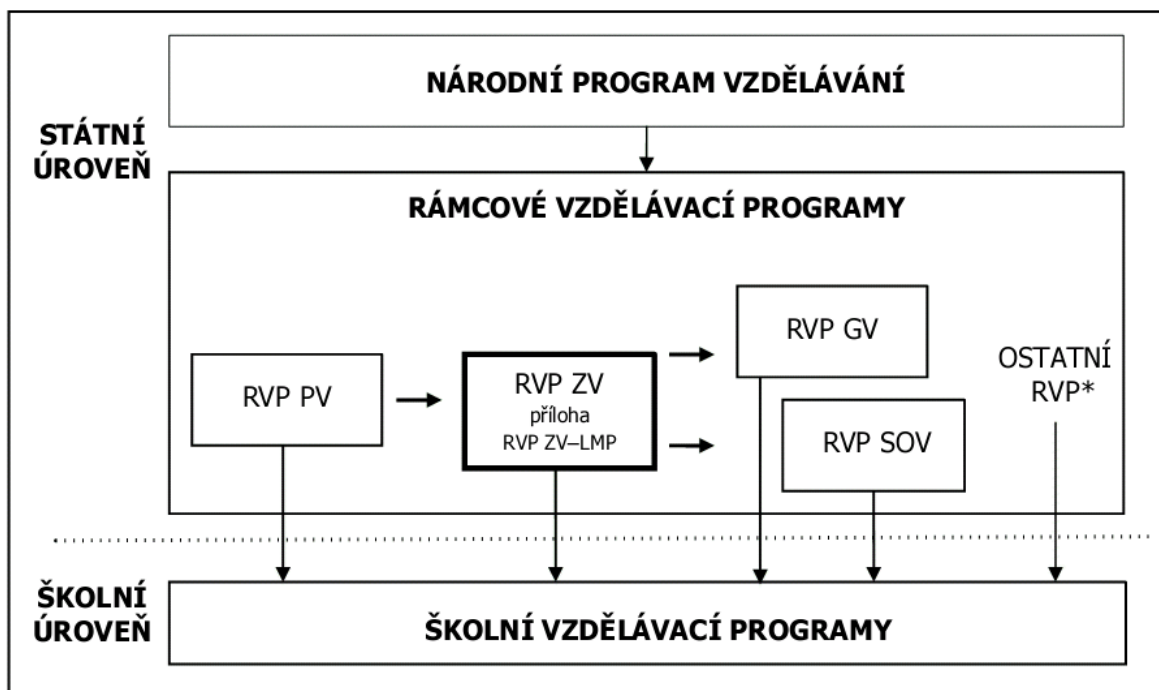 NÁRODNÍ PROGRAM VZDĚLÁVÁNÍ
STÁTNÍ
ÚROVEŇ
RÁMCOVÉ VZDĚLÁVACÍ PROGRAMY
RVP PV
RVP ZV
příloha
RVP ZV–LMP
RVP GV
RVP SOV
OSTATNÍ
RVP*
ŠKOLNÍ
ÚROVEŇ
ŠKOLNÍ VZDĚLÁVACÍ PROGRAMY